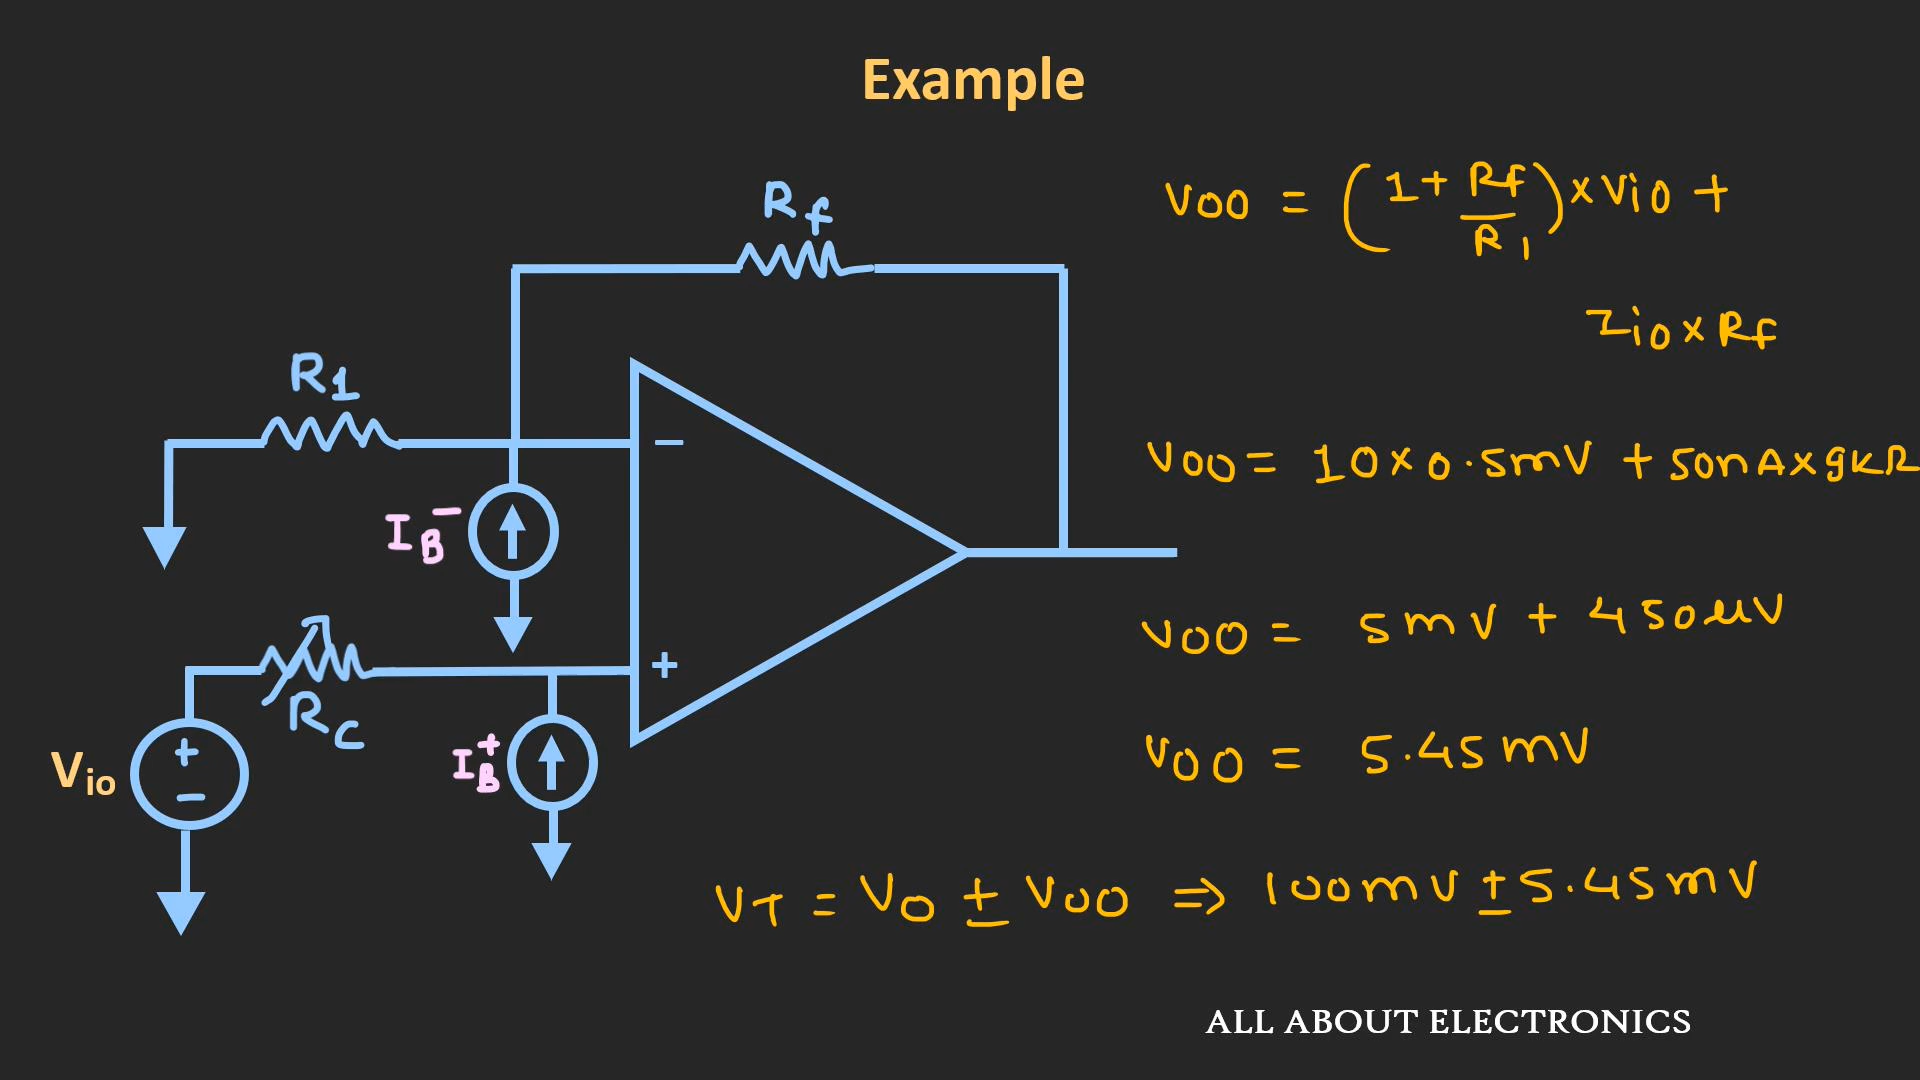 Example
Rf
R1
IB−
−
+
Rc
Vio
+
−
IB+
Voo = (1 + Rf/R1) × Vio +
Iio × Rf
Voo = 10 × 0.5mV + 50nA × 9KΩ
Voo = 5mV + 450μV
Voo = 5.45mV
VT = Vo ± Voo ⇒ 100mV ± 5.45mV
ALL ABOUT ELECTRONICS